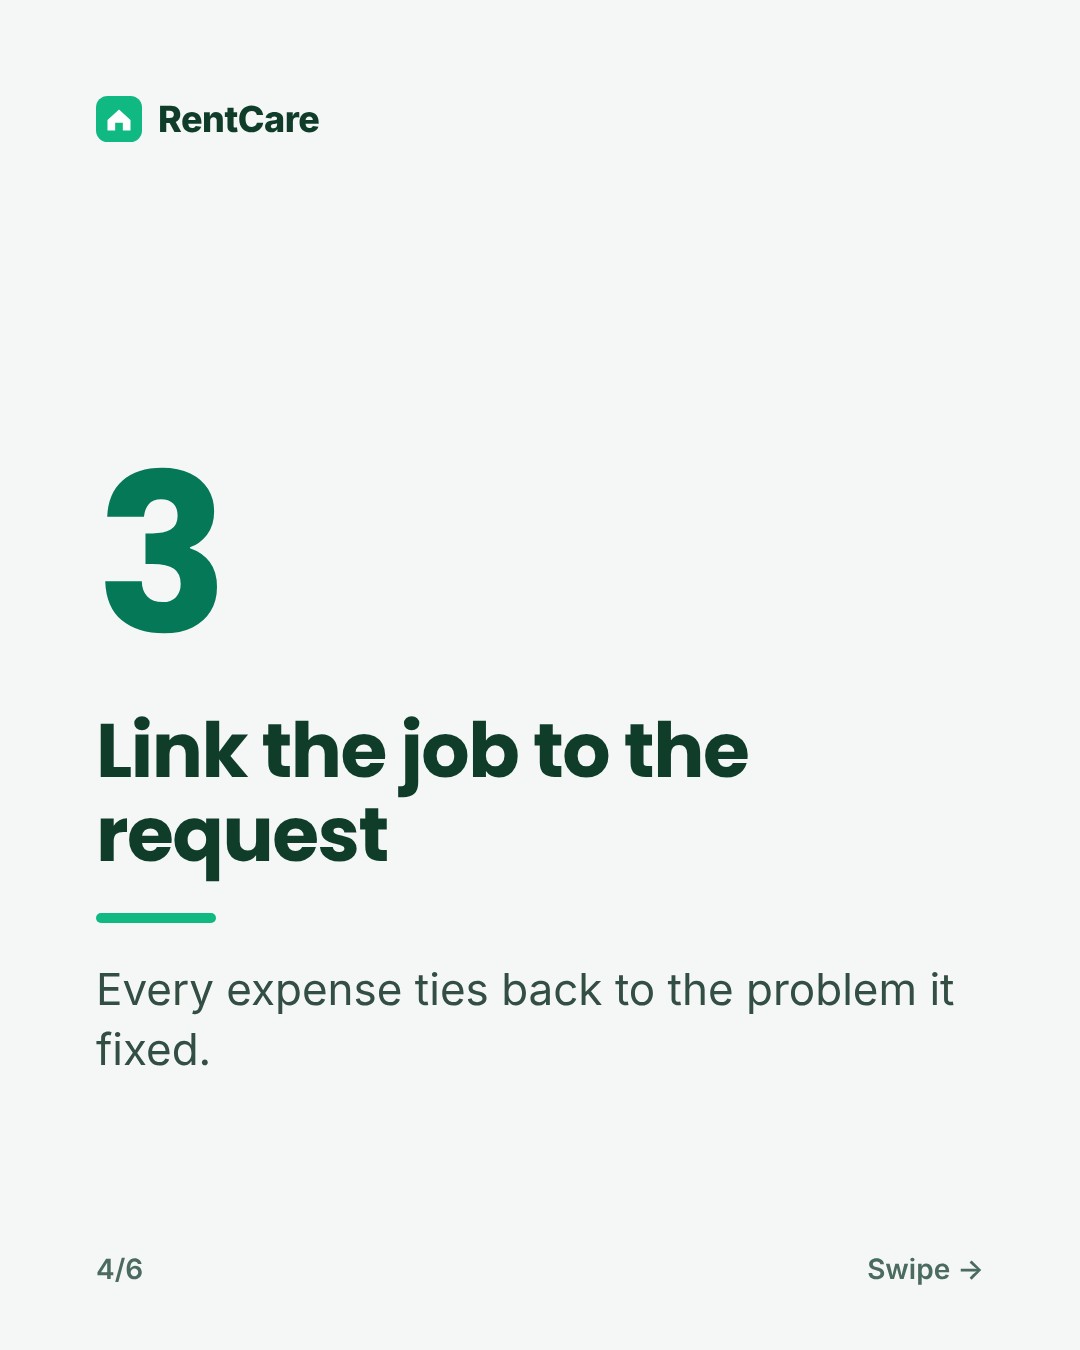 RentCare
3
Link the job to the
request
Every expense ties back to the problem it
fixed.
4/6
Swipe →